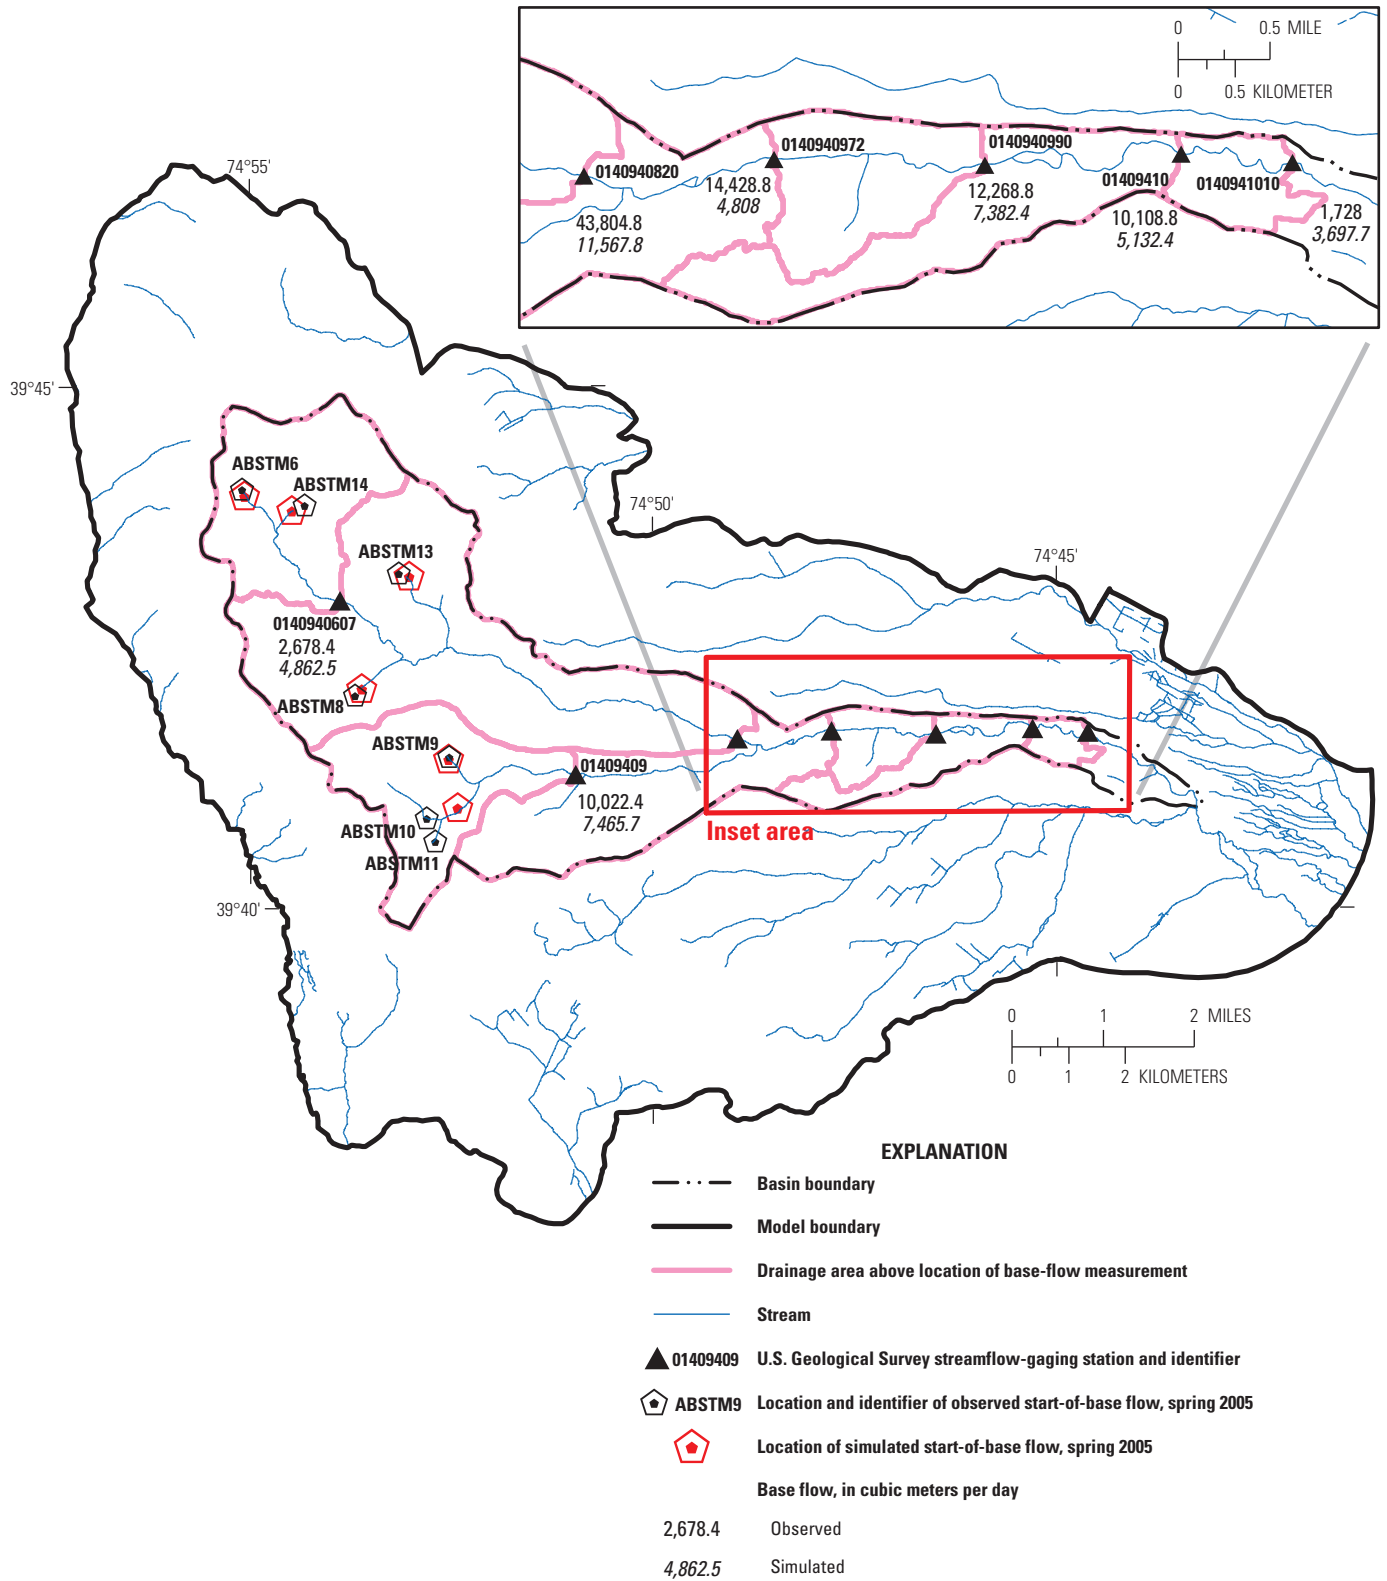 0
0.5 MILE
0
0.5 KILOMETER
0140940820
43,804.8
11,567.8
0140940972
14,428.8
4,808
0140940990
12,268.8
7,382.4
01409410
10,108.8
5,132.4
0140941010
1,728
3,697.7
74°55'
39°45'
74°50'
74°45'
39°40'
ABSTM6
ABSTM14
ABSTM13
0140940607
2,678.4
4,862.5
ABSTM8
ABSTM9
01409409
10,022.4
7,465.7
ABSTM10
ABSTM11
Inset area
0 1 2 MILES
0 1 2 KILOMETERS
EXPLANATION
Basin boundary
Model boundary
Drainage area above location of base-flow measurement
Stream
01409409 U.S. Geological Survey streamflow-gaging station and identifier
ABSTM9 Location and identifier of observed start-of-base flow, spring 2005
Location of simulated start-of-base flow, spring 2005
Base flow, in cubic meters per day
2,678.4 Observed
4,862.5 Simulated